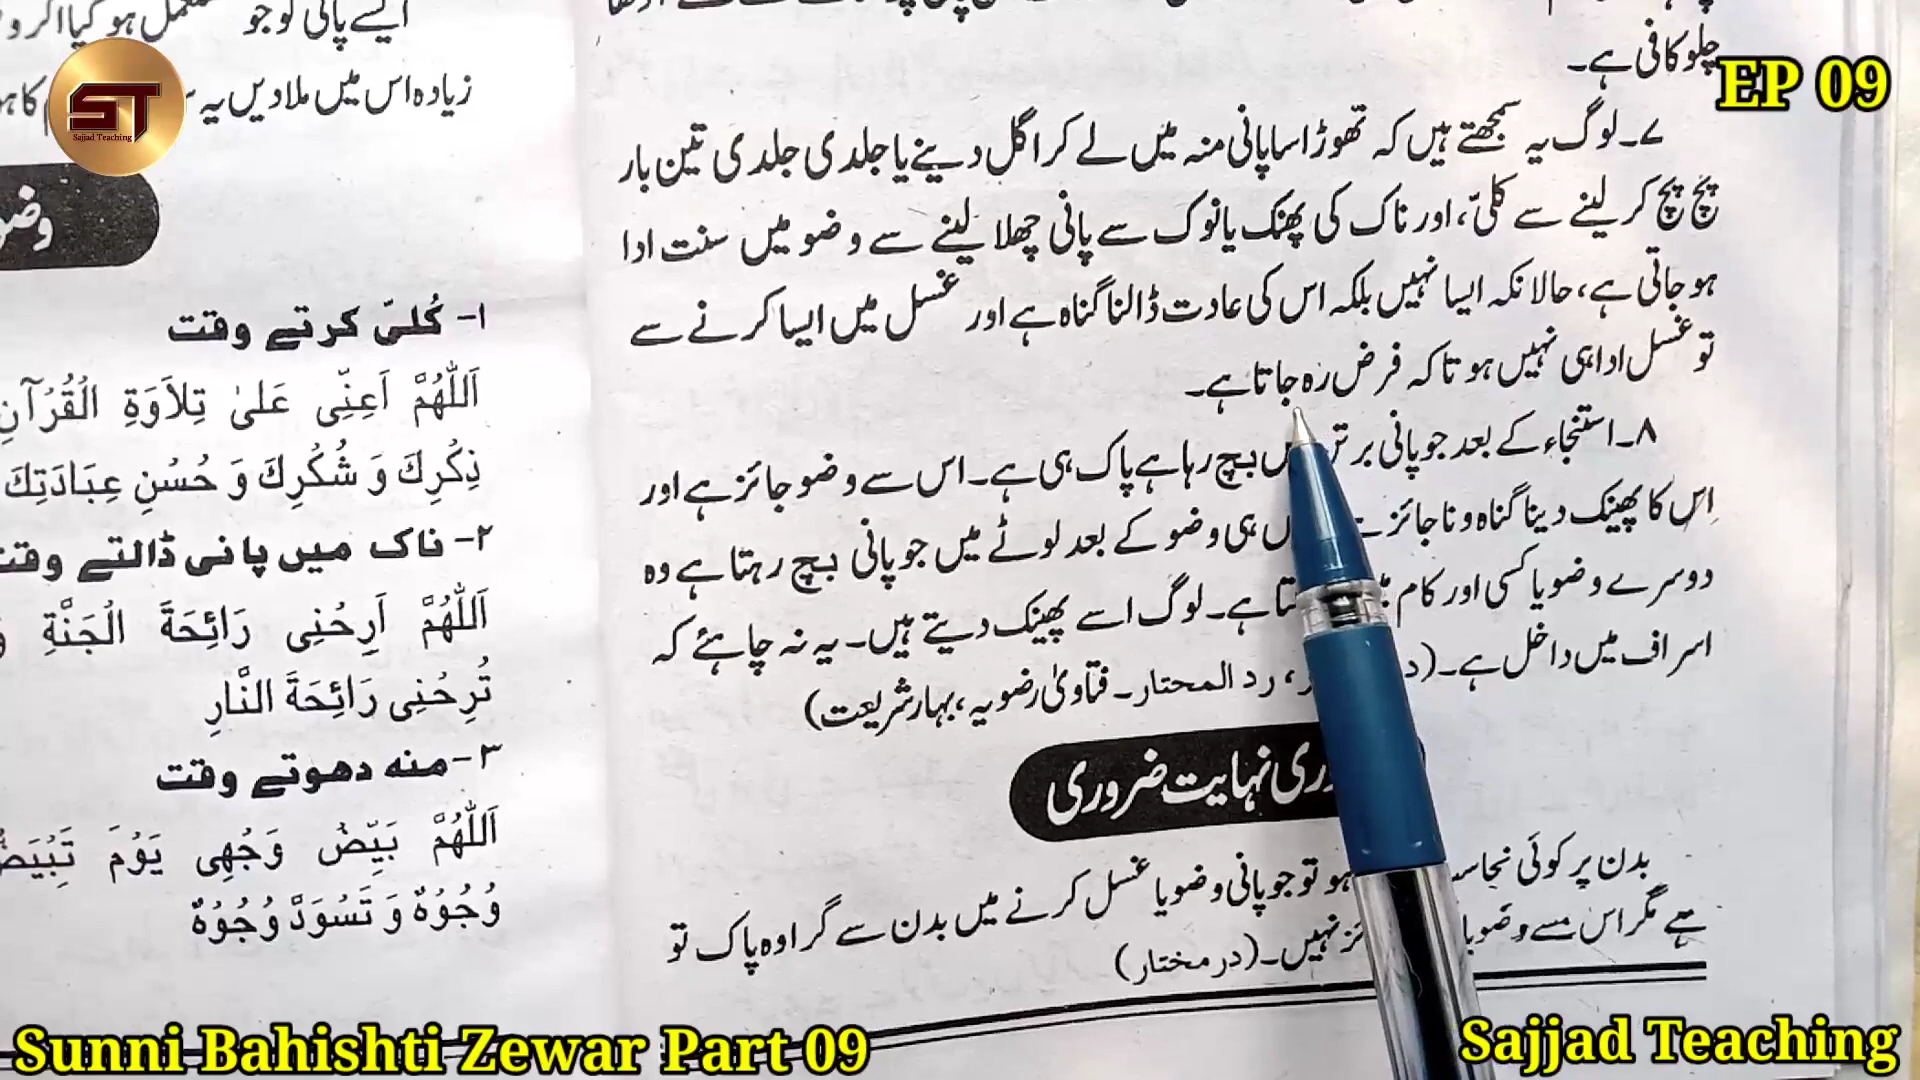 چلو کافی ہے۔
۷۔ لوگ یہ سمجھتے ہیں کہ تھوڑا سا پانی منہ میں لے کر اگل دینے یا جلدی جلدی تین بار
پچ پچ کر لینے سے کلیّ، اور ناک کی پھنک یا نوک سے پانی چھلا لینے سے وضو میں سنت ادا
ہو جاتی ہے، حالانکہ ایسا نہیں بلکہ اس کی عادت ڈالنا گناہ ہے اور غسل میں ایسا کرنے سے
تو غسل ادا ہی نہیں ہوتا کہ فرض رہ جاتا ہے۔
۸۔ استنجاء کے بعد جو پانی بچ رہا ہے پاک ہی ہے۔ اس سے وضو جائز ہے اور
اِس کا پھینک دینا گناہ و ناجائز ہی وضو کے بعد لوٹے میں جو پانی بچ رہتا ہے وہ
دوسرے وضو یا کسی اور کام ہے۔ لوگ اسے پھینک دیتے ہیں۔ یہ نہ چاہئے کہ
اسراف میں داخل ہے۔ رد المحتار۔ فتاویٰ رضویہ، بہار شریعت)
نہایت ضروری
بدن پر کوئی ہو تو جو پانی وضو یا غسل کرنے میں بدن سے گرا وہ پاک تو
ہے مگر اس سے نہیں۔ (در مختار)
ایسے پانی کو جو
زیادہ اس میں ملا دیں یہ
۱- کُلیّ کرتے وقت
اَللّٰهُمَّ اَعِنِّی عَلیٰ تِلاَوَةِ الْقُرْآنِ
ذِکْرِكَ وَ شُكْرِكَ وَ حُسْنِ عِبَادَتِكَ
۲- ناک میں پانی ڈالتے وقت
اَللّٰهُمَّ اَرِحْنِی رَائِحَةَ الْجَنَّةِ
تُرِحْنِی رَائِحَةَ النَّارِ
۳- منه دھوتے وقت
اَللّٰهُمَّ بَيِّضْ وَجْهِی يَوْمَ
وُجُوْهٌ وَ تَسْوَدُّ وُجُوْهٌ
ST
Sajjad Teaching
EP 09
Sunni Bahishti Zewar Part 09
Sajjad Teaching